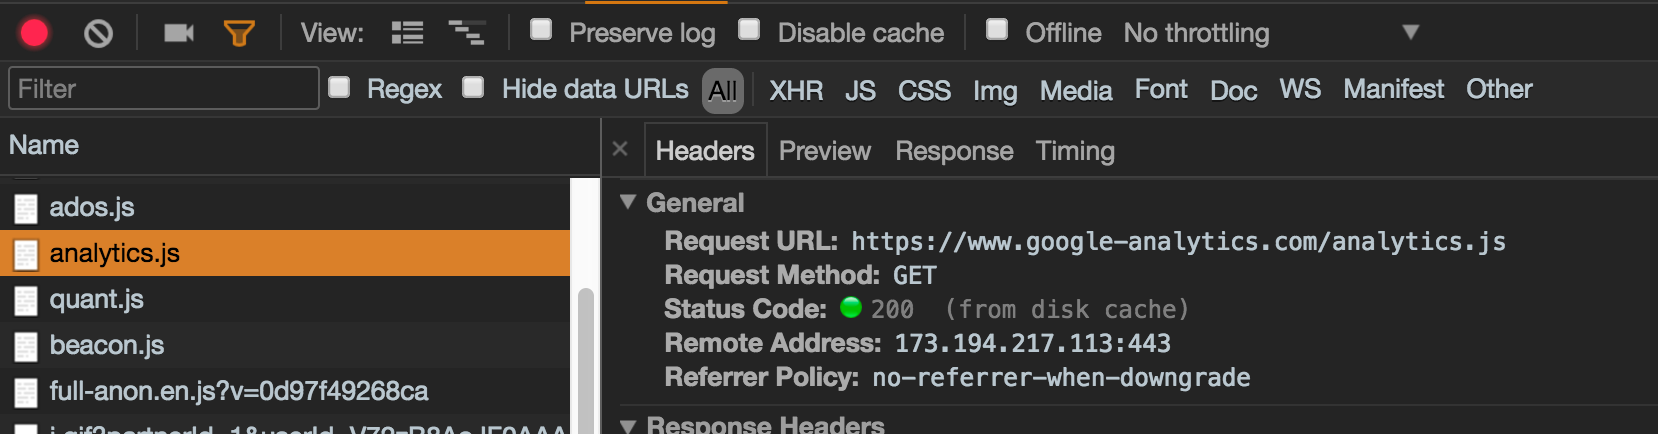 View: Preserve log Disable cache Offline No throttling
Filter Regex Hide data URLs All XHR JS CSS Img Media Font Doc WS Manifest Other
Name
Headers Preview Response Timing
ados.js
analytics.js
quant.js
beacon.js
full-anon.en.js?v=0d97f49268ca
General
Request URL: https://www.google-analytics.com/analytics.js
Request Method: GET
Status Code: 200 (from disk cache)
Remote Address: 173.194.217.113:443
Referrer Policy: no-referrer-when-downgrade
Response Headers